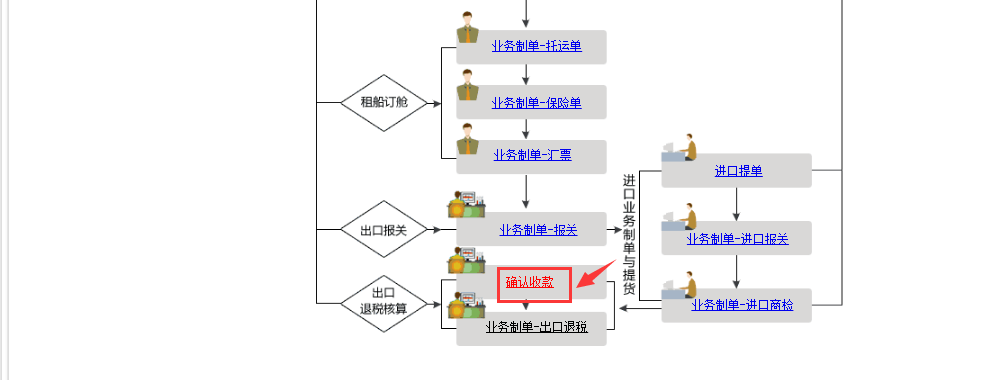 业务制单-托运单
租船订舱
业务制单-保险单
业务制单-汇票
进口提单
进口业务制单与提货
出口报关
业务制单-报关
业务制单-进口报关
确认收款
出口
退税核算
业务制单-进口商检
业务制单-出口退税